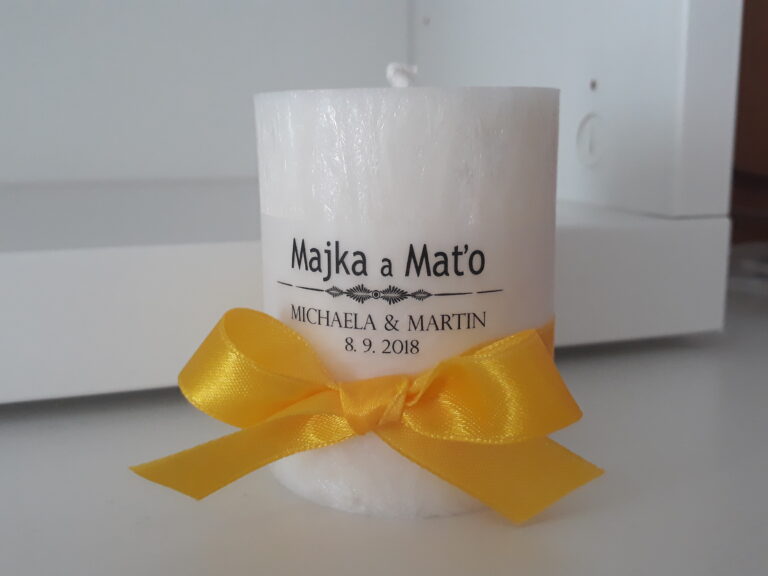 Majka a Maťo
MICHAELA & MARTIN
8. 9. 2018